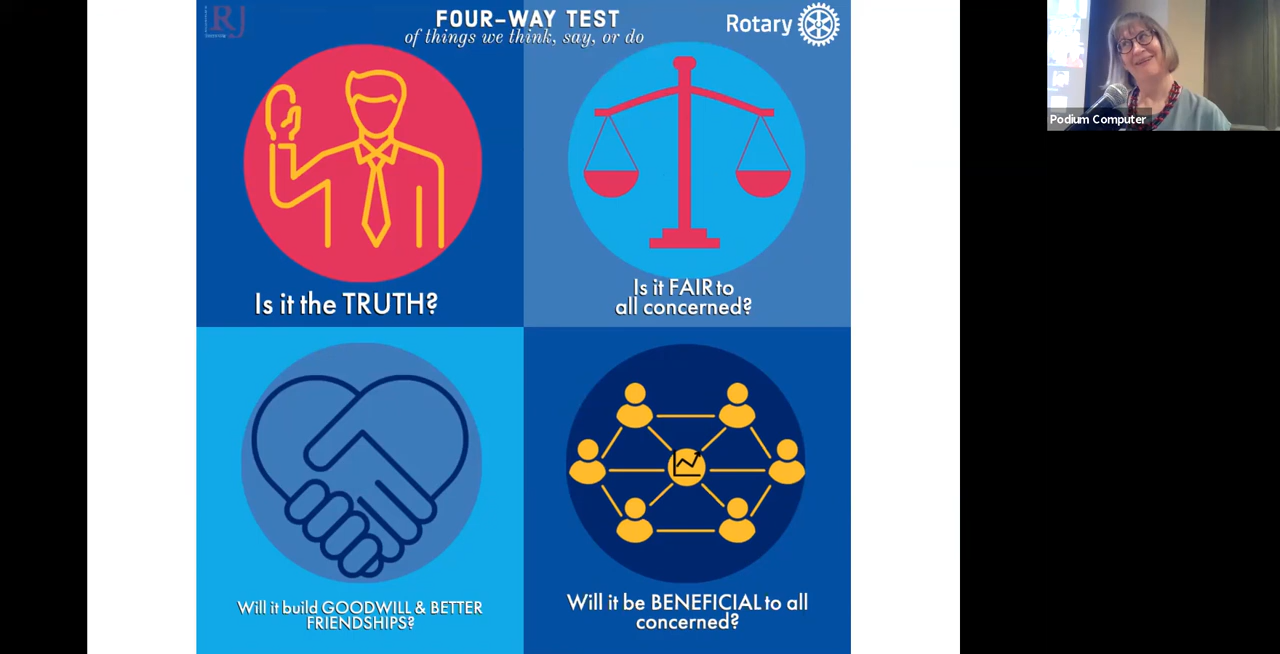 RJ
FOUR-WAY TEST
of things we think, say, or do
Rotary
Podium Computer
Is it the TRUTH?
Is it FAIR to
all concerned?
Will it build GOODWILL & BETTER
FRIENDSHIPS?
Will it be BENEFICIAL to all
concerned?